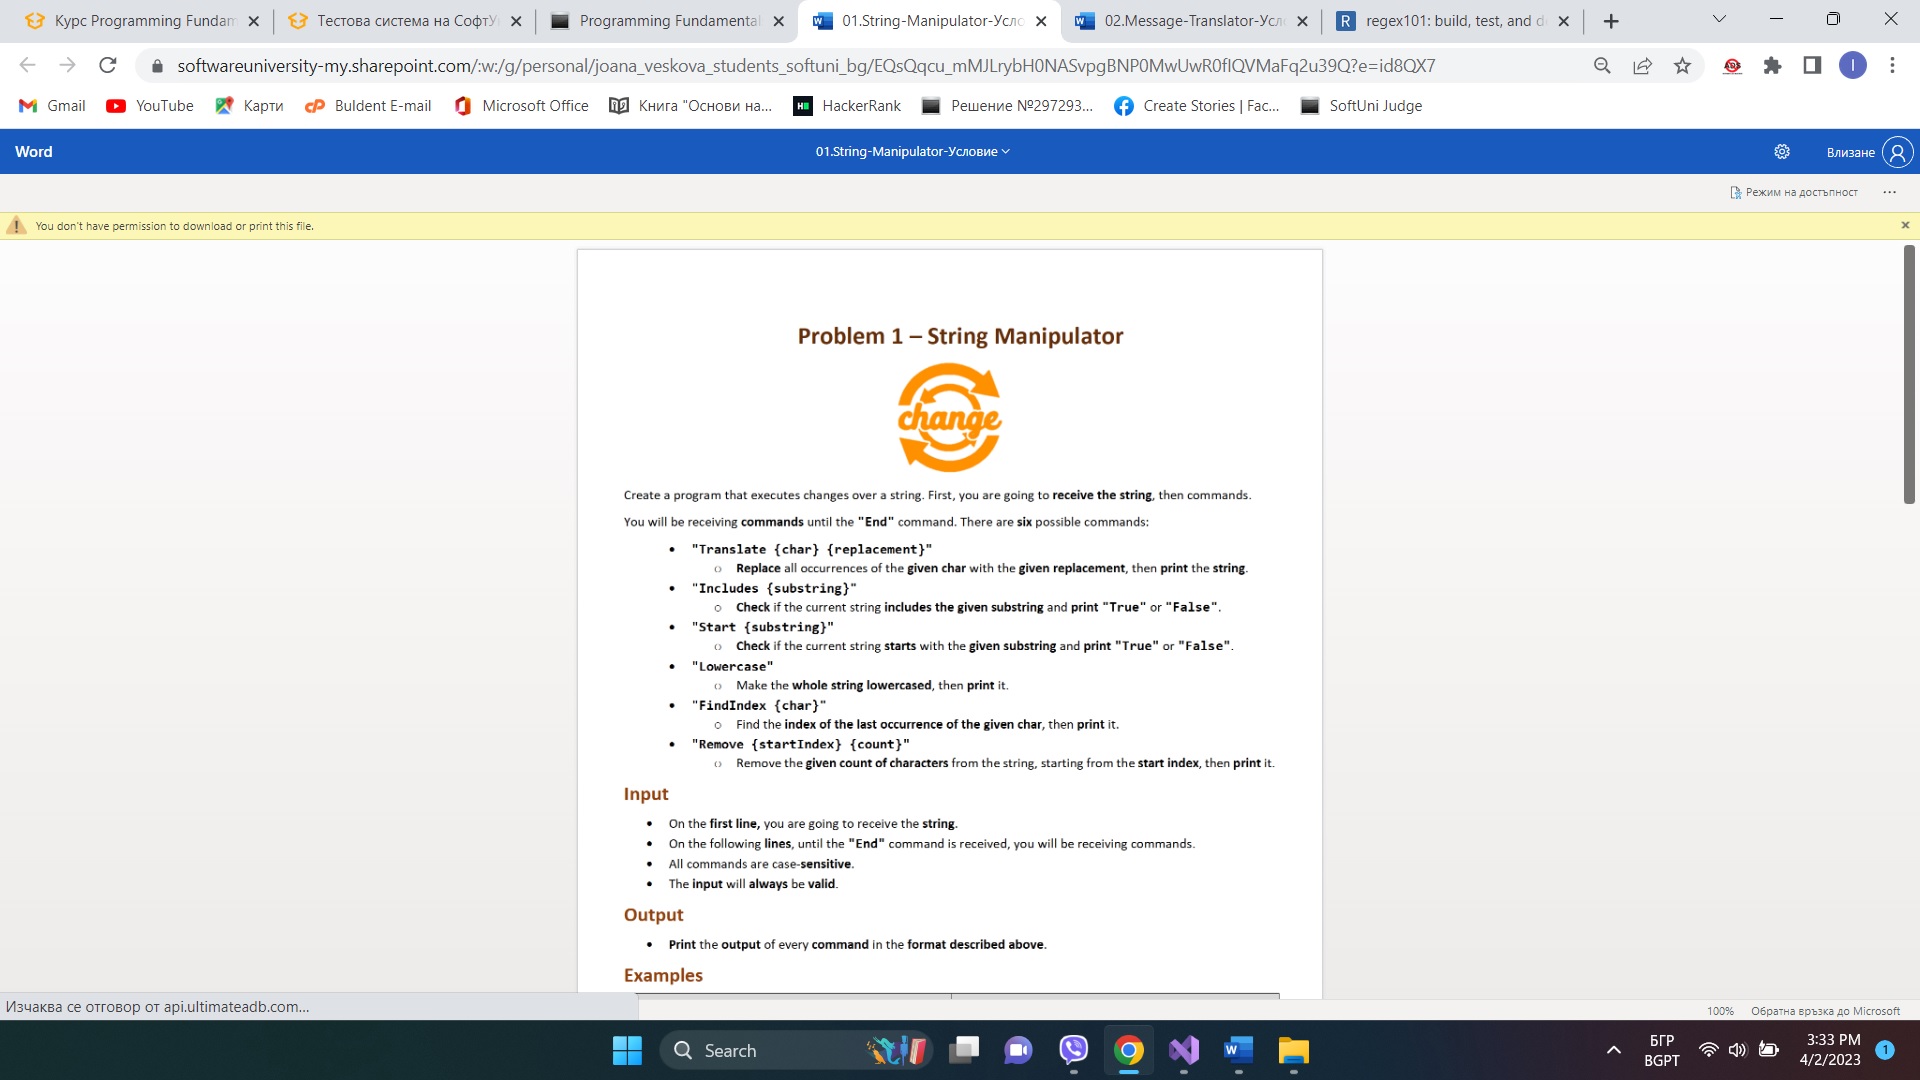 Курс Programming Fundam
Тестова система на СофтУ
Programming Fundamental
01.String-Manipulator-Усло
02.Message-Translator-Усл
regex101: build, test, and d
softwareuniversity-my.sharepoint.com/:w:/g/personal/joana_veskova_students_softuni_bg/EQsQqcu_mMJLrybH0NASvpgBNP0MwUwR0fIQVMaFq2u39Q?e=id8QX7
Gmail YouTube Карти Buldent E-mail Microsoft Office Книга "Основи на... HackerRank Решение №297293... Create Stories | Fac... SoftUni Judge
Word
01.String-Manipulator-Условие
Влизане
Режим на достъпност
You don't have permission to download or print this file.
Problem 1 – String Manipulator
change
Create a program that executes changes over a string. First, you are going to receive the string, then commands.
You will be receiving commands until the "End" command. There are six possible commands:
• "Translate {char} {replacement}"
o Replace all occurrences of the given char with the given replacement, then print the string.
• "Includes {substring}"
o Check if the current string includes the given substring and print "True" or "False".
• "Start {substring}"
o Check if the current string starts with the given substring and print "True" or "False".
• "Lowercase"
o Make the whole string lowercased, then print it.
• "FindIndex {char}"
o Find the index of the last occurrence of the given char, then print it.
• "Remove {startIndex} {count}"
o Remove the given count of characters from the string, starting from the start index, then print it.
Input
• On the first line, you are going to receive the string.
• On the following lines, until the "End" command is received, you will be receiving commands.
• All commands are case-sensitive.
• The input will always be valid.
Output
• Print the output of every command in the format described above.
Examples
Изчаква се отговор от api.ultimateadb.com...
100% Обратна връзка до Microsoft
Search
БГР
BGPT
3:33 PM
4/2/2023
1